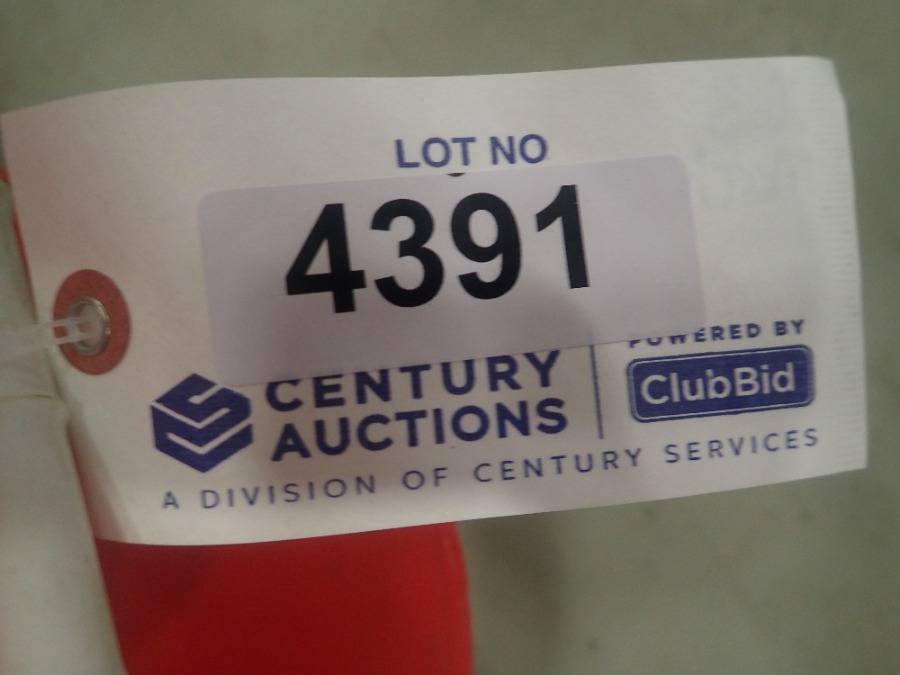 LOT NO
4391
CENTURY
AUCTIONS
POWERED BY
ClubBid
A DIVISION OF CENTURY SERVICES